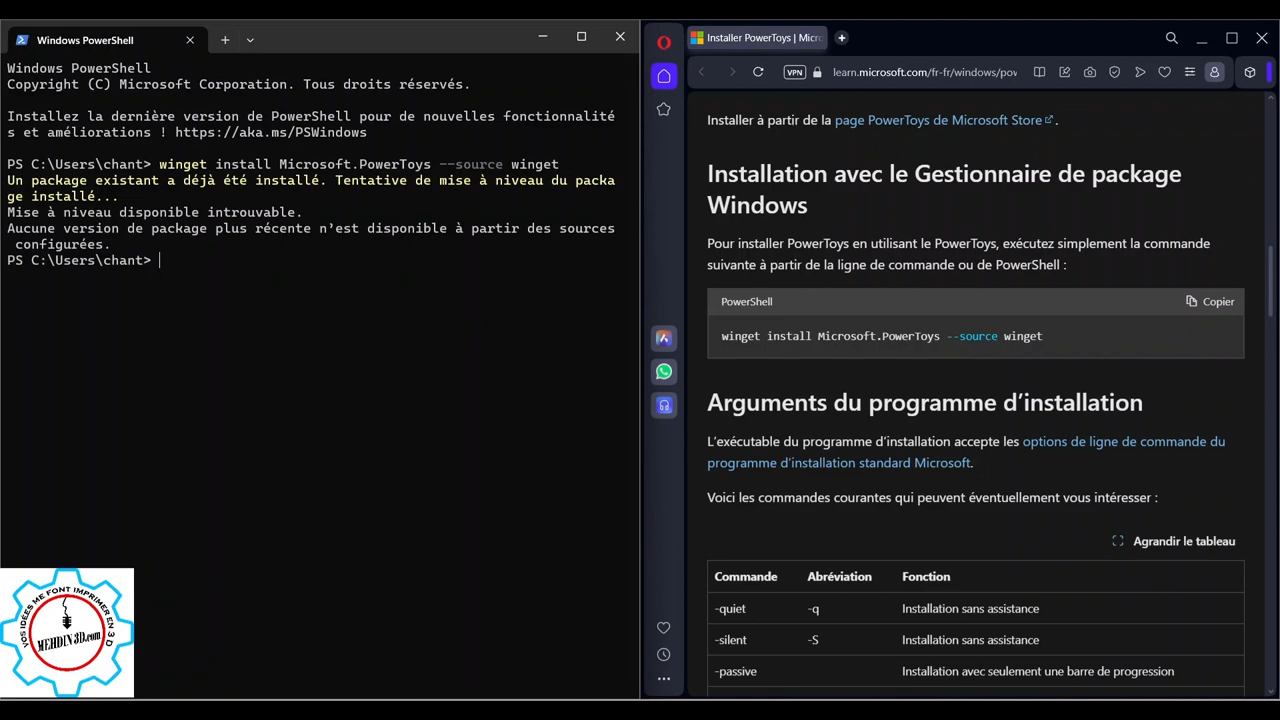 Windows PowerShell
Windows PowerShell
Copyright (C) Microsoft Corporation. Tous droits réservés.
Installez la dernière version de PowerShell pour de nouvelles fonctionnalité
s et améliorations ! https://aka.ms/PSWindows
PS C:\Users\chant> winget install Microsoft.PowerToys --source winget
Un package existant a déjà été installé. Tentative de mise à niveau du packa
ge installé...
Mise à niveau disponible introuvable.
Aucune version de package plus récente n’est disponible à partir des sources
configurées.
PS C:\Users\chant>
VOS IDÉES ME FONT IMPRIMER EN 3D
MEHDIN 3D.com
Installer PowerToys | Micr
VPN
learn.microsoft.com/fr-fr/windows/pow
Installer à partir de la page PowerToys de Microsoft Store.
Installation avec le Gestionnaire de package
Windows
Pour installer PowerToys en utilisant le PowerToys, exécutez simplement la commande
suivante à partir de la ligne de commande ou de PowerShell :
PowerShell
Copier
winget install Microsoft.PowerToys --source winget
Arguments du programme d’installation
L’exécutable du programme d’installation accepte les options de ligne de commande du
programme d’installation standard Microsoft.
Voici les commandes courantes qui peuvent éventuellement vous intéresser :
Agrandir le tableau
Commande Abréviation Fonction
-quiet -q Installation sans assistance
-silent -S Installation sans assistance
-passive Installation avec seulement une barre de progression